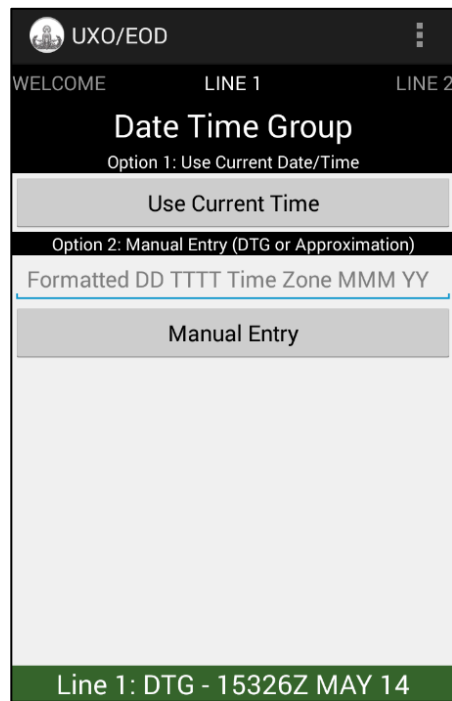 UXO/EOD
WELCOME LINE 1 LINE 2
Date Time Group
Option 1: Use Current Date/Time
Use Current Time
Option 2: Manual Entry (DTG or Approximation)
Formatted DD TTTT Time Zone MMM YY
Manual Entry
Line 1: DTG - 15326Z MAY 14